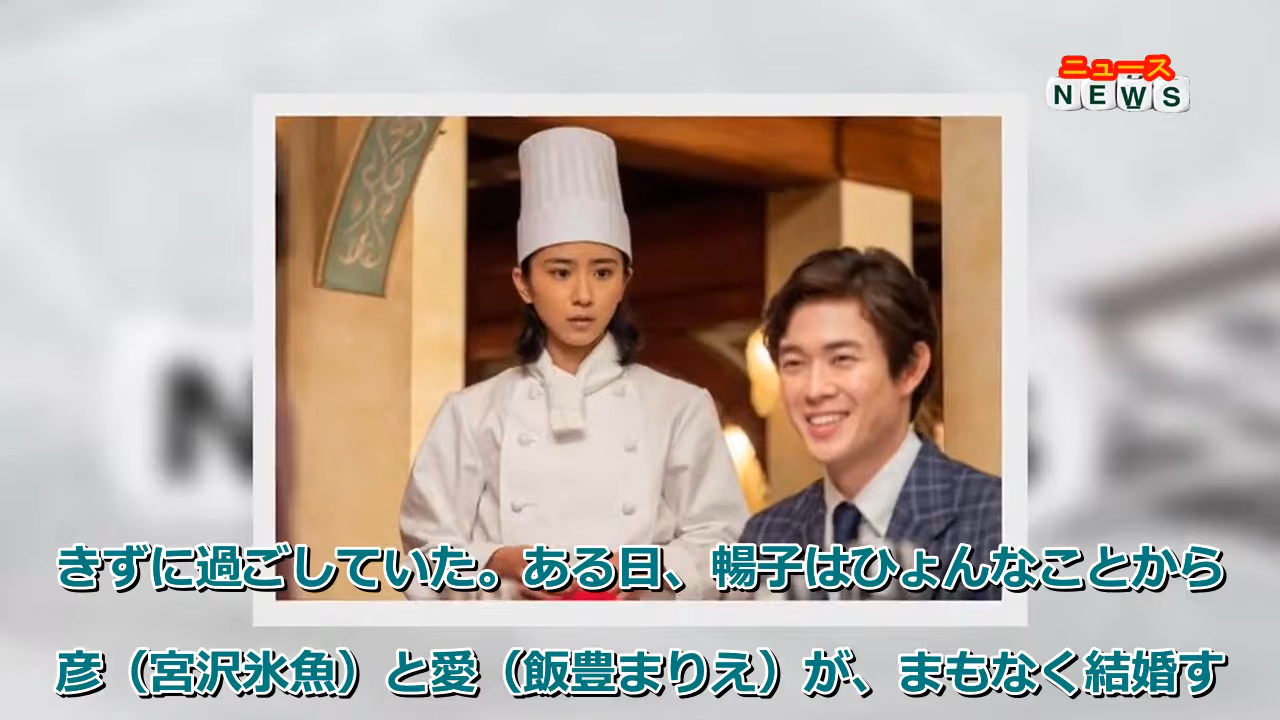 ニュース
NEWS
きずに過ごしていた。ある日、暢子はひょんなことから
彦（宮沢氷魚）と愛（飯豊まりえ）が、まもなく結婚す